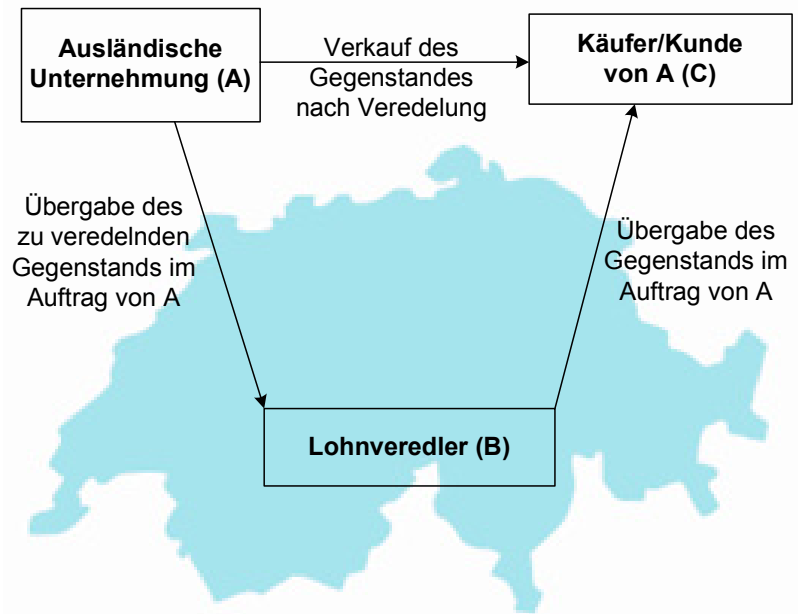 Ausländische
Unternehmung (A)
Verkauf des
Gegenstandes
nach Veredelung
Käufer/Kunde
von A (C)
Übergabe des
zu veredelnden
Gegenstands im
Auftrag von A
Übergabe des
Gegenstands im
Auftrag von A
Lohnveredler (B)